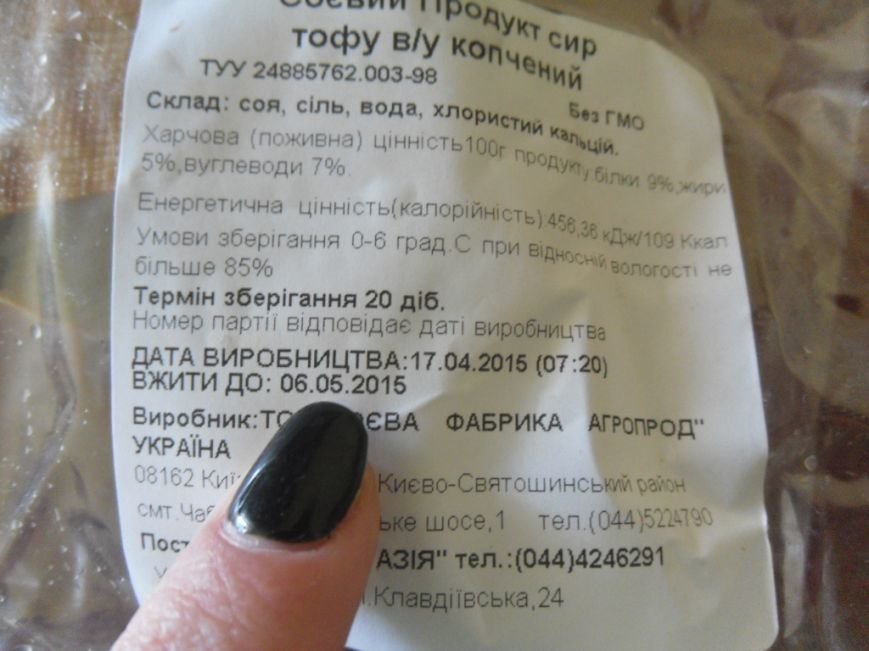 Соєвий Продукт сир
тофу в/у копчений
ТУУ 24885762.003-98
Без ГМО
Склад: соя, сіль, вода, хлористий кальцій.
Харчова (поживна) цінність100г продукту білки 9%,жири
5%,вуглеводи 7%.
Енергетична цінність(калорійність) 456,36 кДж/109 Ккал
Умови зберігання 0-6 град.С при відносній вологості не
більше 85%
Термін зберігання 20 діб.
Номер партії відповідає даті виробництва
ДАТА ВИРОБНИЦТВА:17.04.2015 (07:20)
ВЖИТИ ДО: 06.05.2015
Виробник: ЄВА ФАБРИКА АГРОПРОД"
УКРАЇНА
08162 Києво-Святошинський район
смт. шосе,1 тел.(044)5224790
АЗІЯ" тел.:(044)4246291
Клавдіївська,24